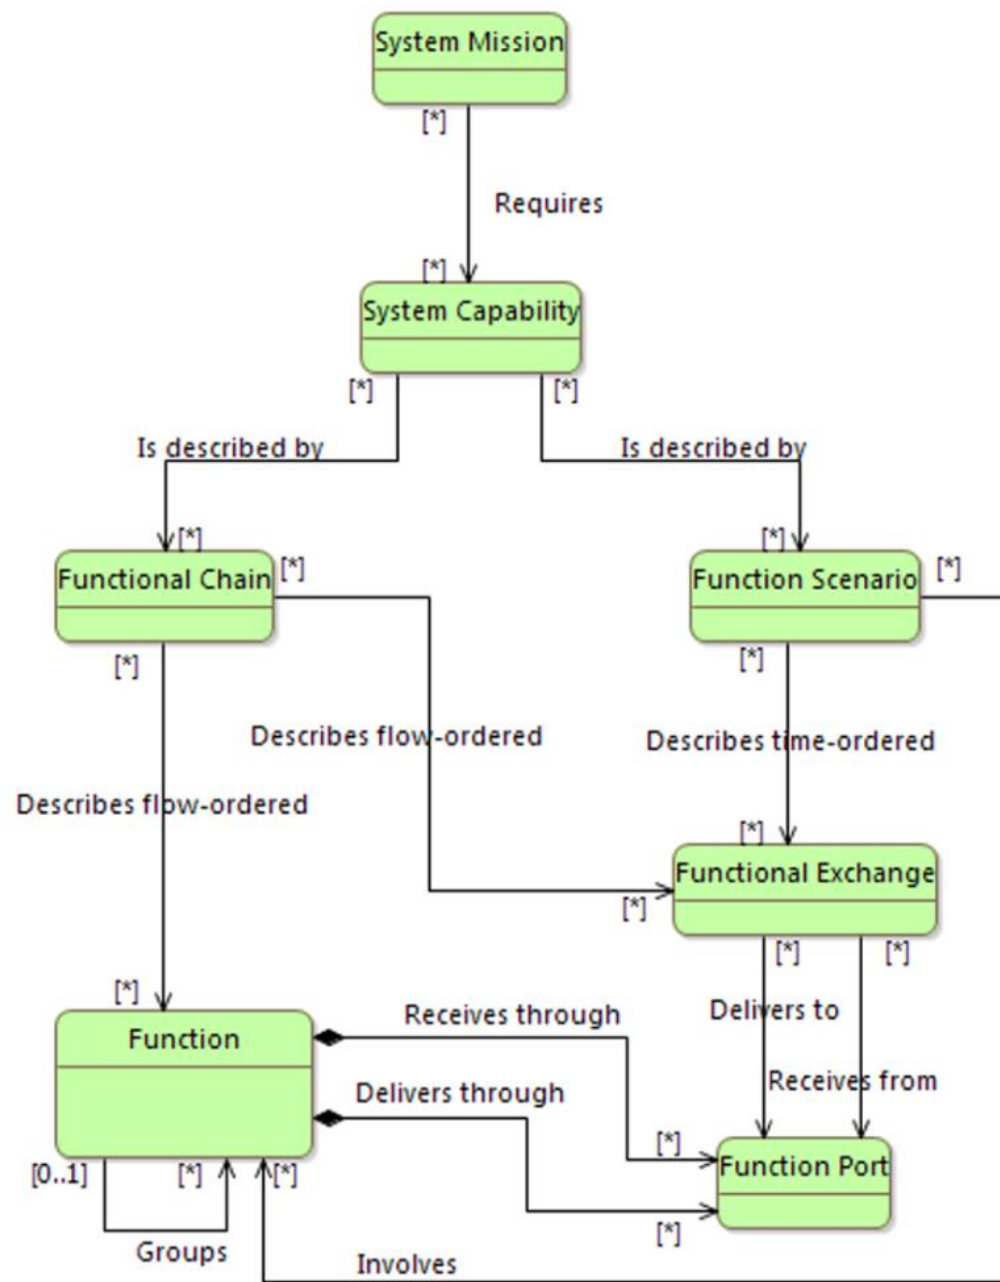 System Mission
[*]
Requires
[*]
System Capability
[*]
[*]
Is described by
Is described by
[*]
[*]
Functional Chain
[*]
Function Scenario
[*]
[*]
[*]
Describes flow-ordered
Describes time-ordered
Describes flow-ordered
[*]
Functional Exchange
[*]
[*]
[*]
[*]
Delivers to
Receives through
Function
Receives from
Delivers through
[*]
Function Port
[0..1]
[*]
[*]
[*]
Groups
Involves